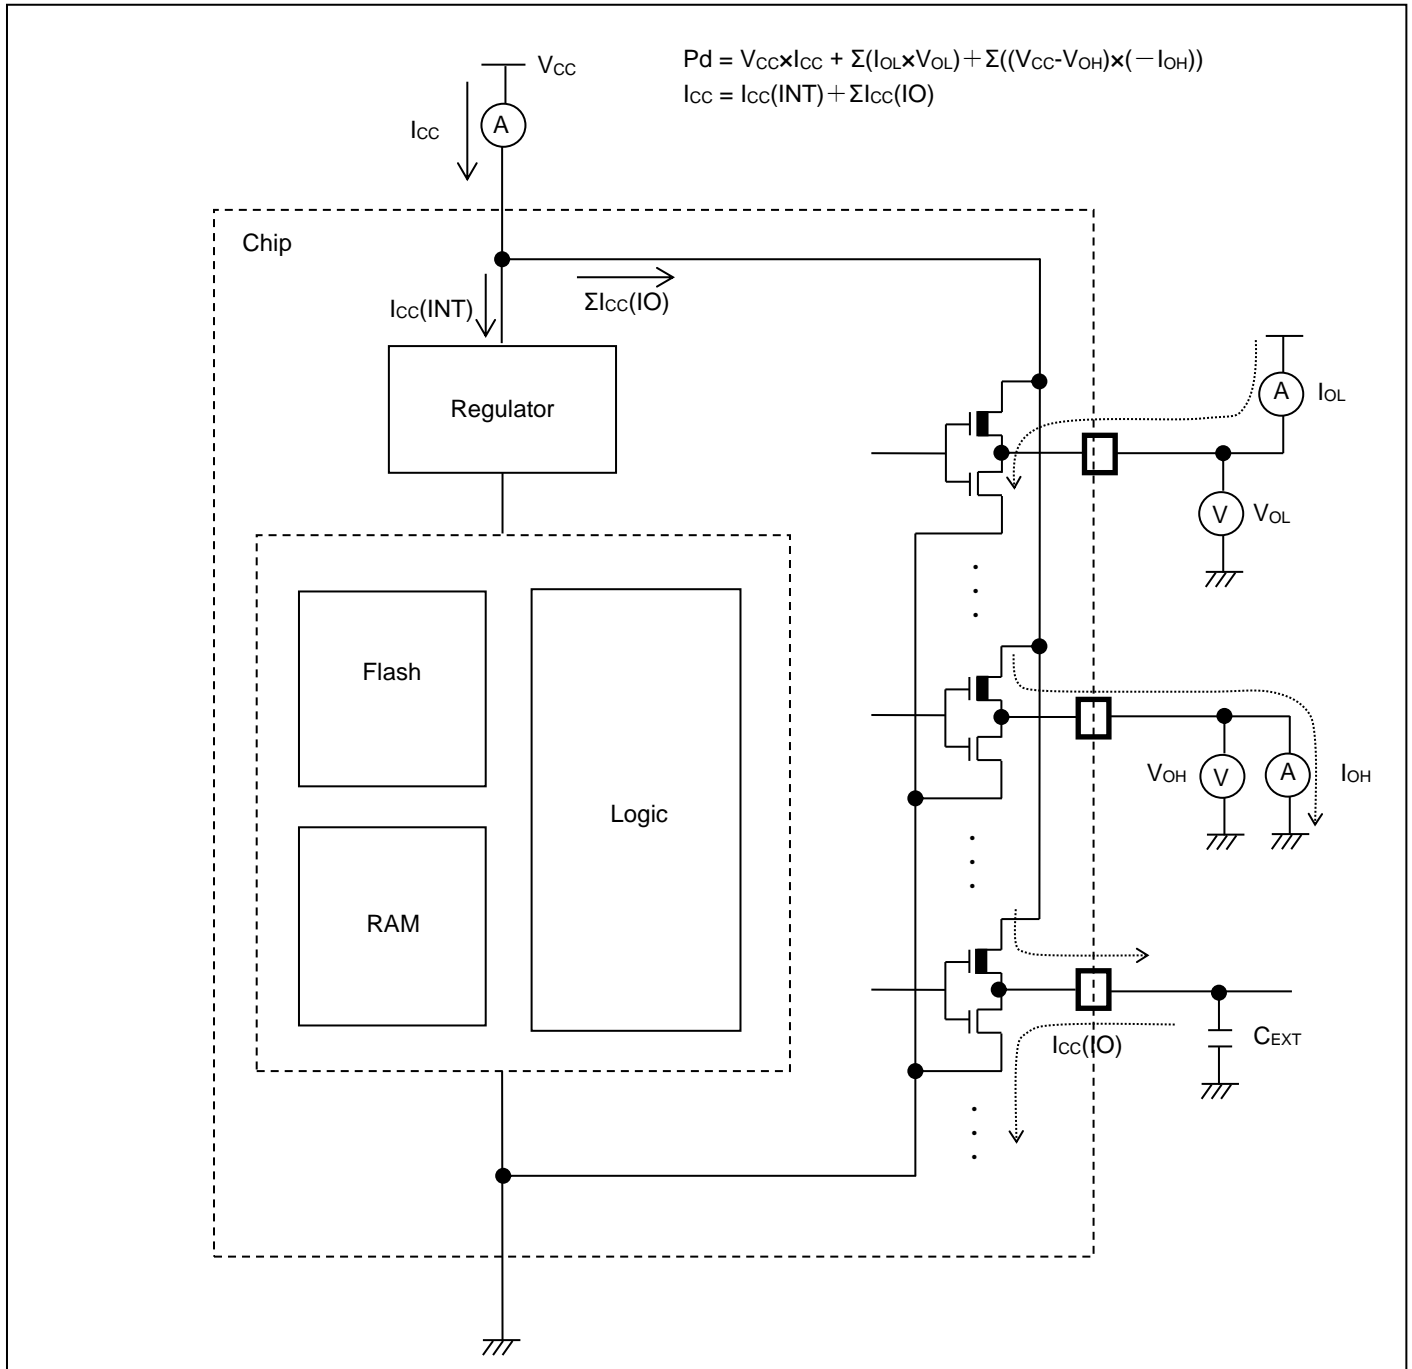 Pd = VCC×ICC + Σ(IOL×VOL)＋Σ((VCC-VOH)×(－IOH))
ICC = ICC(INT)＋ΣICC(IO)
VCC
A
ICC
Chip
ICC(INT)
ΣICC(IO)
Regulator
A
IOL
V
VOL
Flash
Logic
RAM
VOH
V
A
IOH
ICC(IO)
CEXT